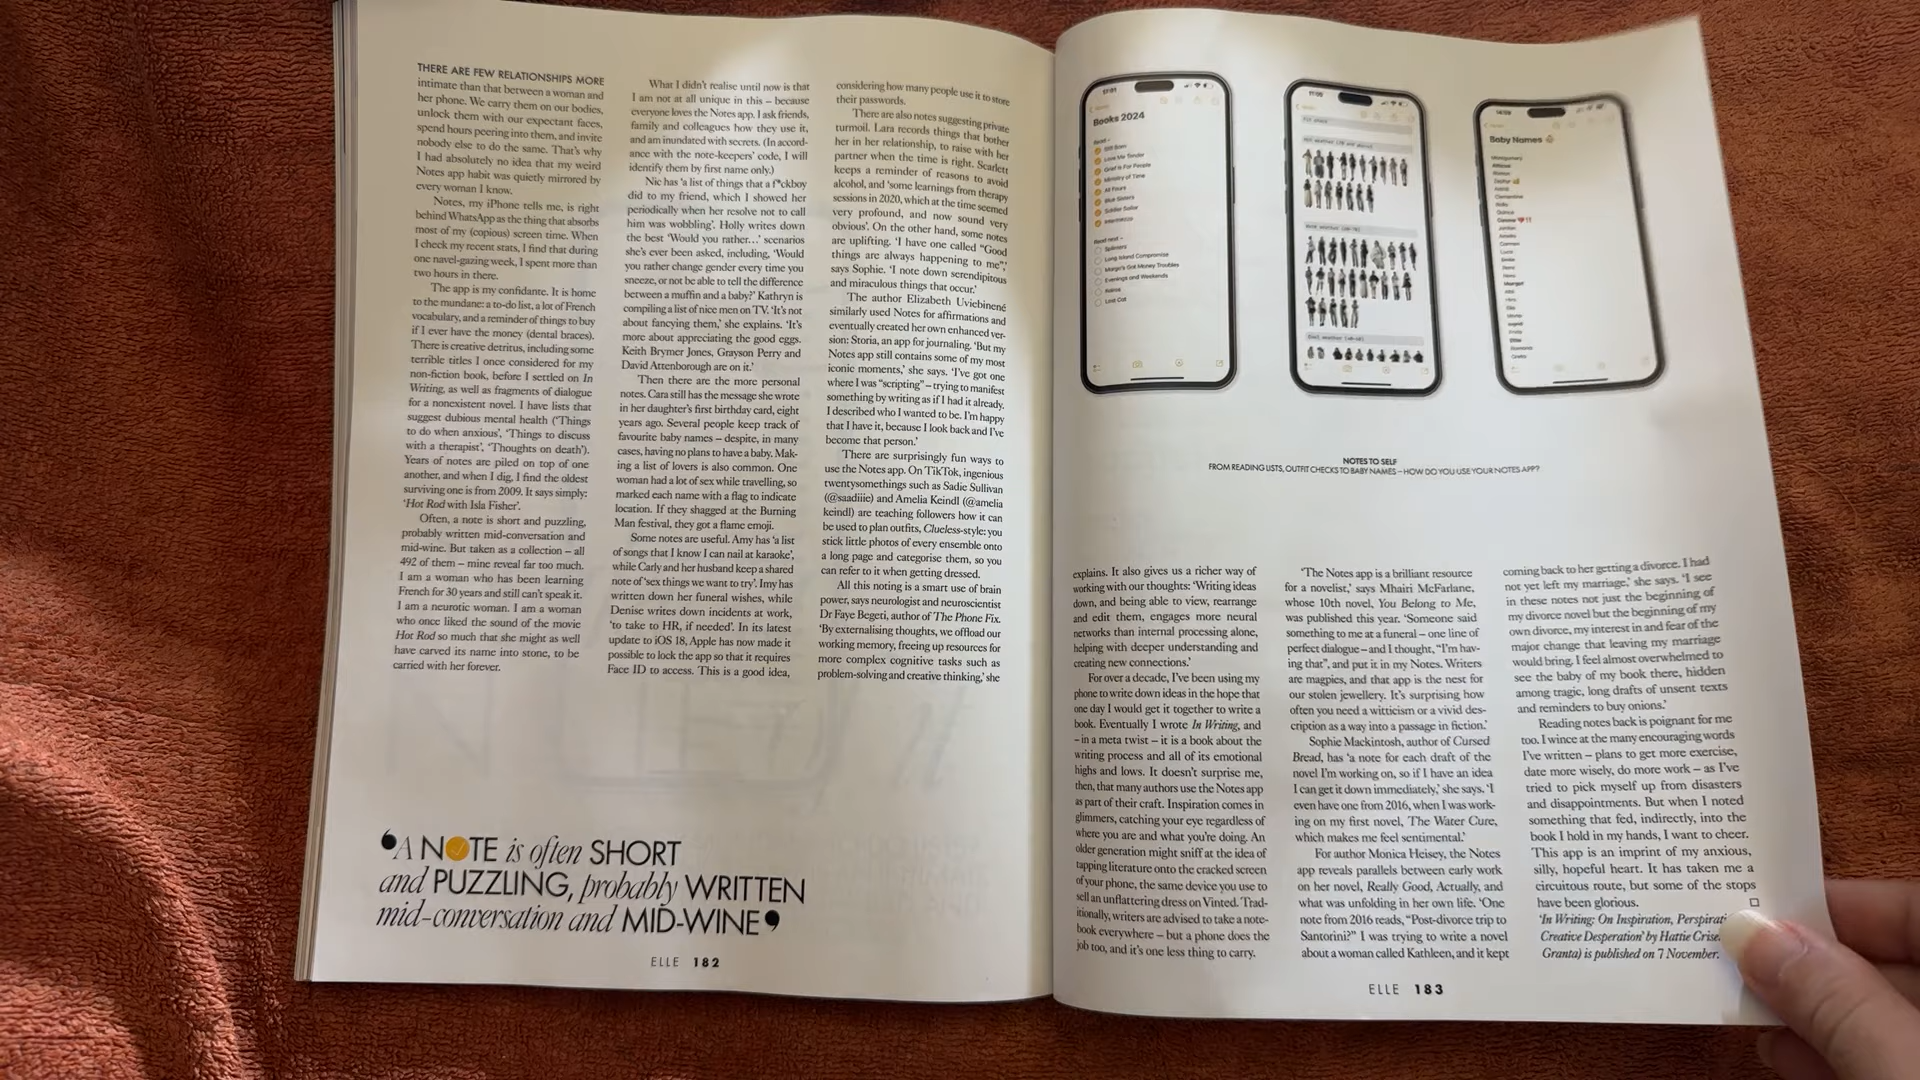 THERE ARE FEW RELATIONSHIPS MORE
intimate than that between a woman and
her phone. We carry them on our bodies,
unlock them with our expectant faces,
spend hours peering into them, and invite
nobody else to do the same. That's why
I had absolutely no idea that my weird
Notes app habit was quietly mirrored by
every woman I know.
Notes, my iPhone tells me, is right
behind WhatsApp as the thing that absorbs
most of my (copious) screen time. When
I check my recent stats, I find that during
one navel-gazing week, I spent more than
two hours in there.
The app is my confidante. It is home
to the mundane: a to-do list, a lot of French
vocabulary, and a reminder of things to buy
if I ever have the money (dental braces).
There is creative detritus, including some
terrible titles I once considered for my
non-fiction book, before I settled on In
Writing, as well as fragments of dialogue
for a nonexistent novel. I have lists that
suggest dubious mental health ('Things
to do when anxious', 'Things to discuss
with a therapist', 'Thoughts on death').
Years of notes are piled on top of one
another, and when I dig, I find the oldest
surviving one is from 2009. It says simply:
'Hot Rod with Isla Fisher'.
Often, a note is short and puzzling,
probably written mid-conversation and
mid-wine. But taken as a collection – all
492 of them – mine reveal far too much.
I am a woman who has been learning
French for 30 years and still can't speak it.
I am a neurotic woman. I am a woman
who once liked the sound of the movie
Hot Rod so much that she might as well
have carved its name into stone, to be
carried with her forever.
What I didn't realise until now is that
I am not at all unique in this – because
everyone loves the Notes app. I ask friends,
family and colleagues how they use it,
and am inundated with secrets. (In accord-
ance with the note-keepers' code, I will
identify them by first name only.)
Nic has 'a list of things that a f*ckboy
did to my friend, which I showed her
periodically when her resolve not to call
him was wobbling'. Holly writes down
the best 'Would you rather...' scenarios
she's ever been asked, including, 'Would
you rather change gender every time you
sneeze, or not be able to tell the difference
between a muffin and a baby?' Kathryn is
compiling a list of nice men on TV. 'It's not
about fancying them,' she explains. 'It's
more about appreciating the good eggs.
Keith Brymer Jones, Grayson Perry and
David Attenborough are on it.'
Then there are the more personal
notes. Cara still has the message she wrote
in her daughter's first birthday card, eight
years ago. Several people keep track of
favourite baby names – despite, in many
cases, having no plans to have a baby. Mak-
ing a list of lovers is also common. One
woman had a lot of sex while travelling, so
marked each name with a flag to indicate
location. If they shagged at the Burning
Man festival, they got a flame emoji.
Some notes are useful. Amy has 'a list
of songs that I know I can nail at karaoke',
while Carly and her husband keep a shared
note of 'sex things we want to try'. Imy has
written down her funeral wishes, while
Denise writes down incidents at work,
'to take to HR, if needed'. In its latest
update to iOS 18, Apple has now made it
possible to lock the app so that it requires
Face ID to access. This is a good idea,
considering how many people use it to store
their passwords.
There are also notes suggesting private
turmoil. Lara records things that bother
her in her relationship, to raise with her
partner when the time is right. Scarlett
keeps a reminder of reasons to avoid
alcohol, and 'some learnings from therapy
sessions in 2020, which at the time seemed
very profound, and now sound very
obvious'. On the other hand, some notes
are uplifting. 'I have one called "Good
things are always happening to me",'
says Sophie. 'I note down serendipitous
and miraculous things that occur.'
The author Elizabeth Uviebinené
similarly used Notes for affirmations and
eventually created her own enhanced ver-
sion: Storia, an app for journaling. 'But my
Notes app still contains some of my most
iconic moments,' she says. 'I've got one
where I was "scripting" – trying to manifest
something by writing as if I had it already.
I described who I wanted to be. I'm happy
that I have it, because I look back and I've
become that person.'
There are surprisingly fun ways to
use the Notes app. On TikTok, ingenious
twentysomethings such as Sadie Sullivan
(@saadiiie) and Amelia Keindl (@amelia
keindl) are teaching followers how it can
be used to plan outfits, Clueless-style: you
stick little photos of every ensemble onto
a long page and categorise them, so you
can refer to it when getting dressed.
All this noting is a smart use of brain
power, says neurologist and neuroscientist
Dr Faye Begeti, author of The Phone Fix.
'By externalising thoughts, we offload our
working memory, freeing up resources for
more complex cognitive tasks such as
problem-solving and creative thinking,' she
'A NOTE is often SHORT
and PUZZLING, probably WRITTEN
mid-conversation and MID-WINE'
ELLE 182
17:01
Books 2024
Read -
Still Born
Love Me Tender
Grief Is For People
Ministry of Time
All Fours
Blue Sisters
Soldier Sailor
Intermezzo
Read next -
Splinters
Long Island Compromise
Margo's Got Money Troubles
Evenings and Weekends
Lost Cat
Baby Names
Montgomery
NOTES TO SELF
FROM READING LISTS, OUTFIT CHECKS TO BABY NAMES – HOW DO YOU USE YOUR NOTES APP?
explains. It also gives us a richer way of
working with our thoughts: 'Writing ideas
down, and being able to view, rearrange
and edit them, engages more neural
networks than internal processing alone,
helping with deeper understanding and
creating new connections.'
For over a decade, I've been using my
phone to write down ideas in the hope that
one day I would get it together to write a
book. Eventually I wrote In Writing, and
– in a meta twist – it is a book about the
writing process and all of its emotional
highs and lows. It doesn't surprise me,
then, that many authors use the Notes app
as part of their craft. Inspiration comes in
glimmers, catching your eye regardless of
where you are and what you're doing. An
older generation might sniff at the idea of
tapping literature onto the cracked screen
of your phone, the same device you use to
sell an unflattering dress on Vinted. Trad-
itionally, writers are advised to take a note-
book everywhere – but a phone does the
job too, and it's one less thing to carry.
'The Notes app is a brilliant resource
for a novelist,' says Mhairi McFarlane,
whose 10th novel, You Belong to Me,
was published this year. 'Someone said
something to me at a funeral – one line of
perfect dialogue – and I thought, "I'm hav-
ing that", and put it in my Notes. Writers
are magpies, and that app is the nest for
our stolen jewellery. It's surprising how
often you need a witticism or a vivid des-
cription as a way into a passage in fiction.'
Sophie Mackintosh, author of Cursed
Bread, has 'a note for each draft of the
novel I'm working on, so if I have an idea
I can get it down immediately,' she says. 'I
even have one from 2016, when I was work-
ing on my first novel, The Water Cure,
which makes me feel sentimental.'
For author Monica Heisey, the Notes
app reveals parallels between early work
on her novel, Really Good, Actually, and
what was unfolding in her own life. 'One
note from 2016 reads, "Post-divorce trip to
Santorini?" I was trying to write a novel
about a woman called Kathleen, and it kept
coming back to her getting a divorce. I had
not yet left my marriage,' she says. 'I see
in these notes not just the beginning of
my divorce novel but the beginning of my
own divorce, my interest in and fear of the
major change that leaving my marriage
would bring. I feel almost overwhelmed to
see the baby of my book there, hidden
among tragic, long drafts of unsent texts
and reminders to buy onions.'
Reading notes back is poignant for me
too. I wince at the many encouraging words
I've written – plans to get more exercise,
date more wisely, do more work – as I've
tried to pick myself up from disasters
and disappointments. But when I noted
something that fed, indirectly, into the
book I hold in my hands, I want to cheer.
This app is an imprint of my anxious,
silly, hopeful heart. It has taken me a
circuitous route, but some of the stops
have been glorious.
'In Writing: On Inspiration,
Creative Desperation' by Hattie
Granta) is published on 7 November.
ELLE 183